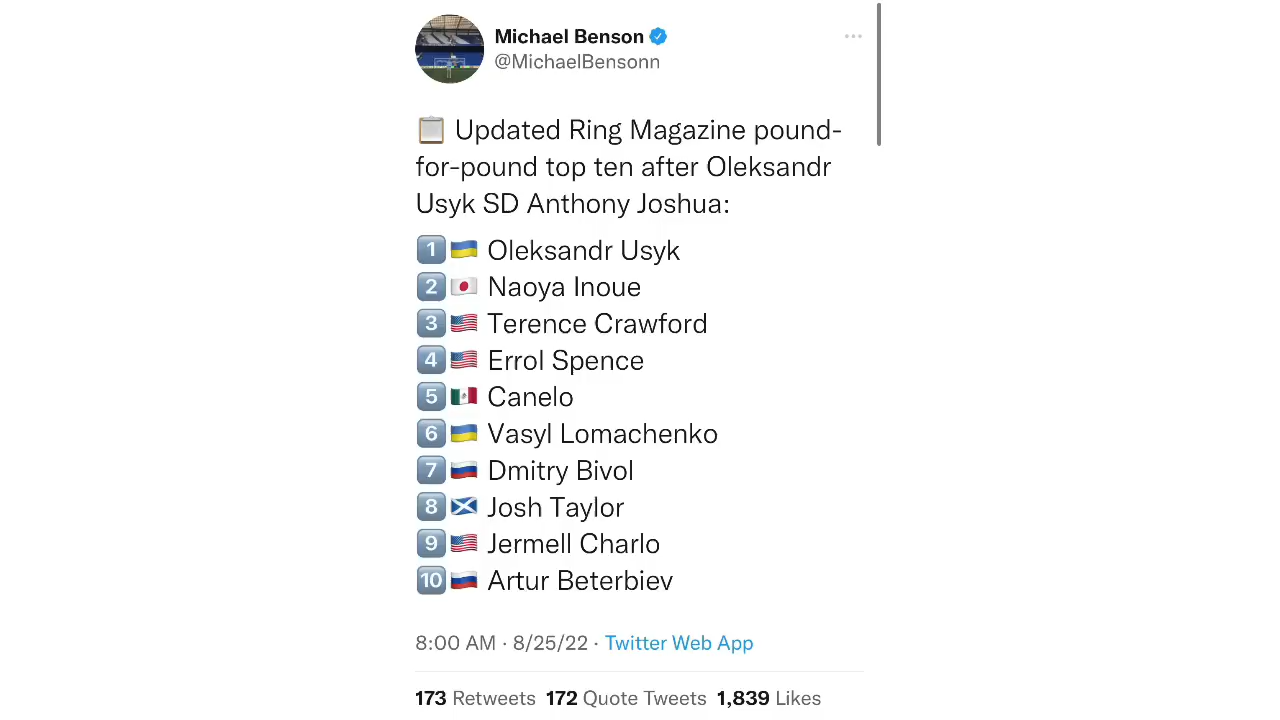 Michael Benson
@MichaelBensonn
📋 Updated Ring Magazine pound-
for-pound top ten after Oleksandr
Usyk SD Anthony Joshua:
1️⃣🇺🇦 Oleksandr Usyk
2️⃣🇯🇵 Naoya Inoue
3️⃣🇺🇸 Terence Crawford
4️⃣🇺🇸 Errol Spence
5️⃣🇲🇽 Canelo
6️⃣🇺🇦 Vasyl Lomachenko
7️⃣🇷🇺 Dmitry Bivol
8️⃣🏴󠁧󠁢󠁳󠁣󠁴󠁿 Josh Taylor
9️⃣🇺🇸 Jermell Charlo
🔟🇷🇺 Artur Beterbiev
8:00 AM · 8/25/22 · Twitter Web App
173 Retweets 172 Quote Tweets 1,839 Likes